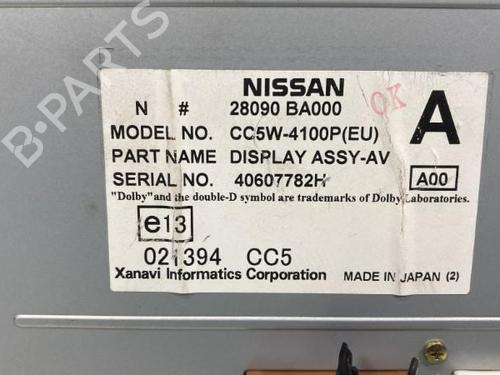 B-PARTS
NISSAN
N # 28090 BA000
OK
A
MODEL NO. CC5W-4100P(EU)
PART NAME DISPLAY ASSY-AV
SERIAL NO. 40607782H
A00
"Dolby" and the double-D symbol are trademarks of Dolby Laboratories.
e13
021394 CC5
Xanavi Informatics Corporation MADE IN JAPAN (2)